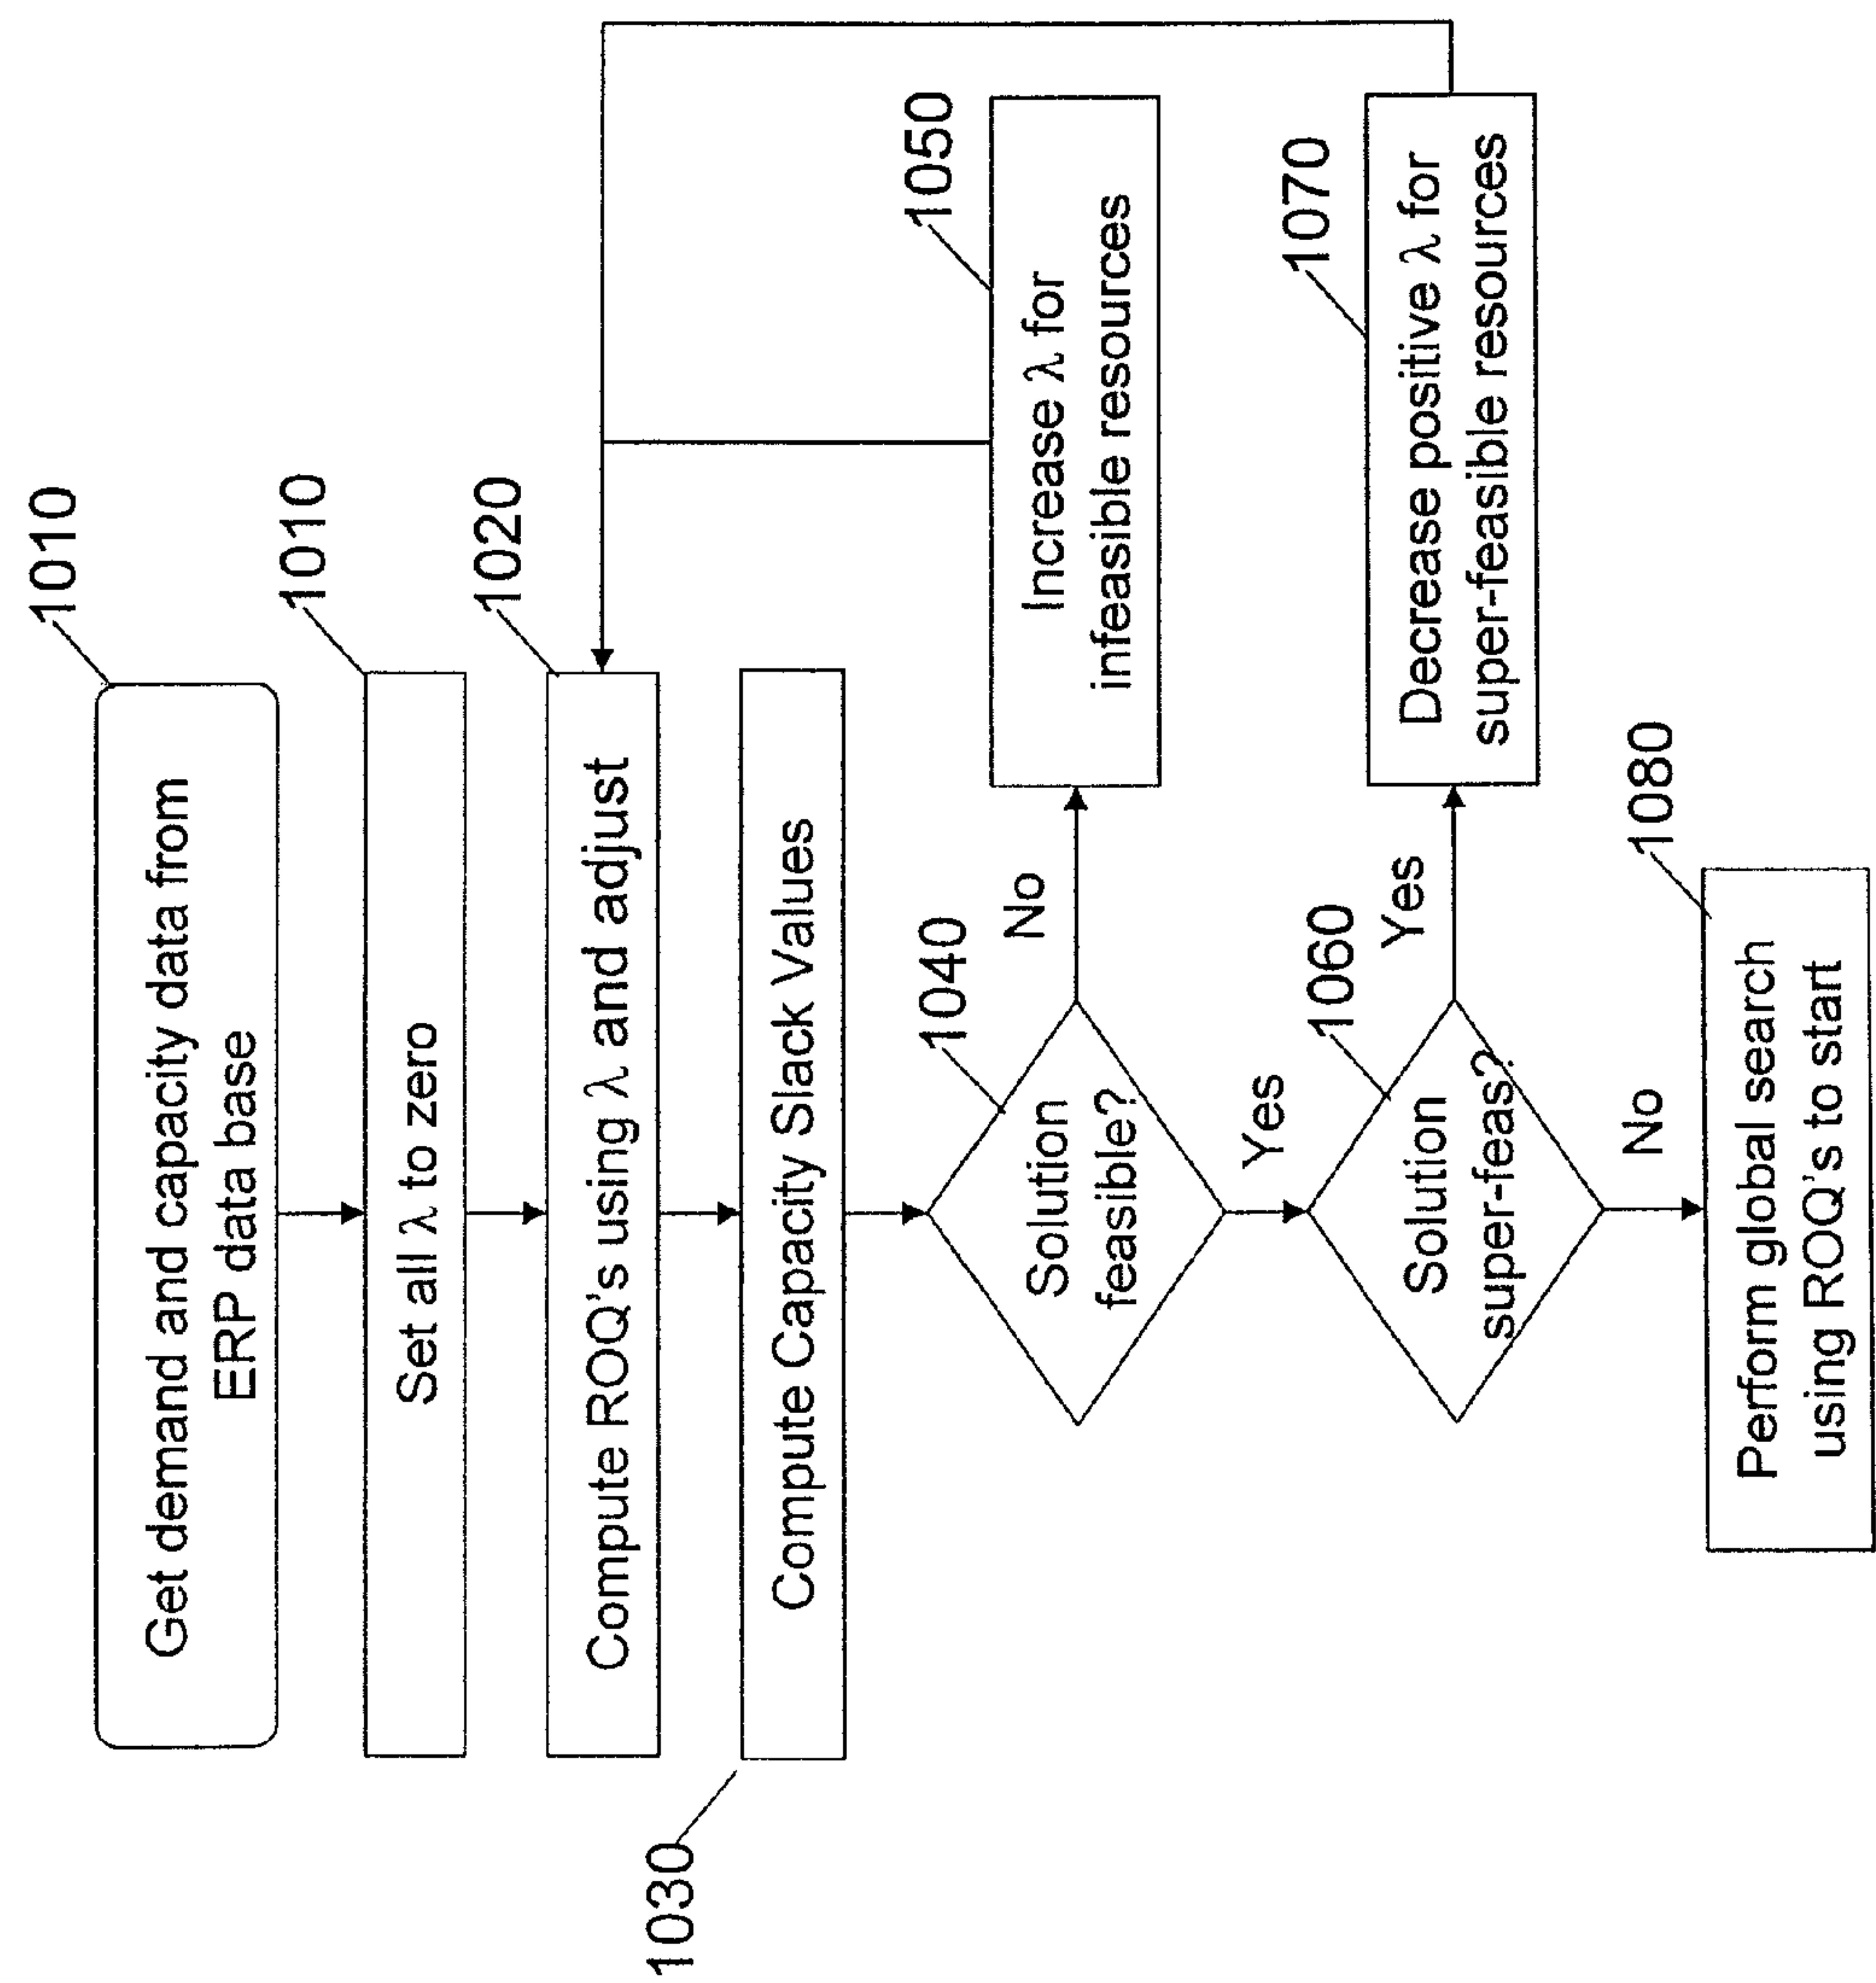 1010
Get demand and capacity data from
ERP data base
1010
Set all λ to zero
1020
Compute ROQ's using λ and adjust
1030
Compute Capacity Slack Values
1040
Solution
feasible?
No
1050
Increase λ for
infeasible resources
Yes
1060
Solution
super-feas?
Yes
1070
Decrease positive λ for
super-feasible resources
No
1080
Perform global search
using ROQ's to start